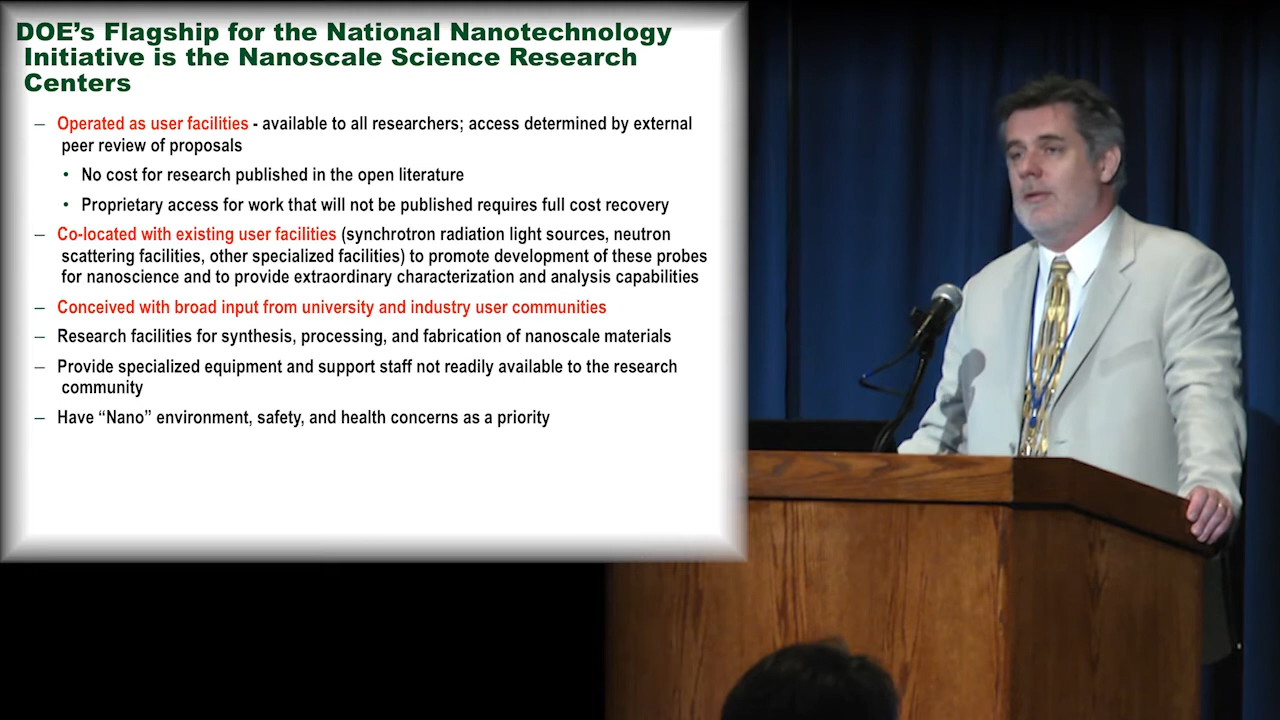 DOE's Flagship for the National Nanotechnology
Initiative is the Nanoscale Science Research
Centers
– Operated as user facilities - available to all researchers; access determined by external
peer review of proposals
• No cost for research published in the open literature
• Proprietary access for work that will not be published requires full cost recovery
– Co-located with existing user facilities (synchrotron radiation light sources, neutron
scattering facilities, other specialized facilities) to promote development of these probes
for nanoscience and to provide extraordinary characterization and analysis capabilities
– Conceived with broad input from university and industry user communities
– Research facilities for synthesis, processing, and fabrication of nanoscale materials
– Provide specialized equipment and support staff not readily available to the research
community
– Have “Nano” environment, safety, and health concerns as a priority